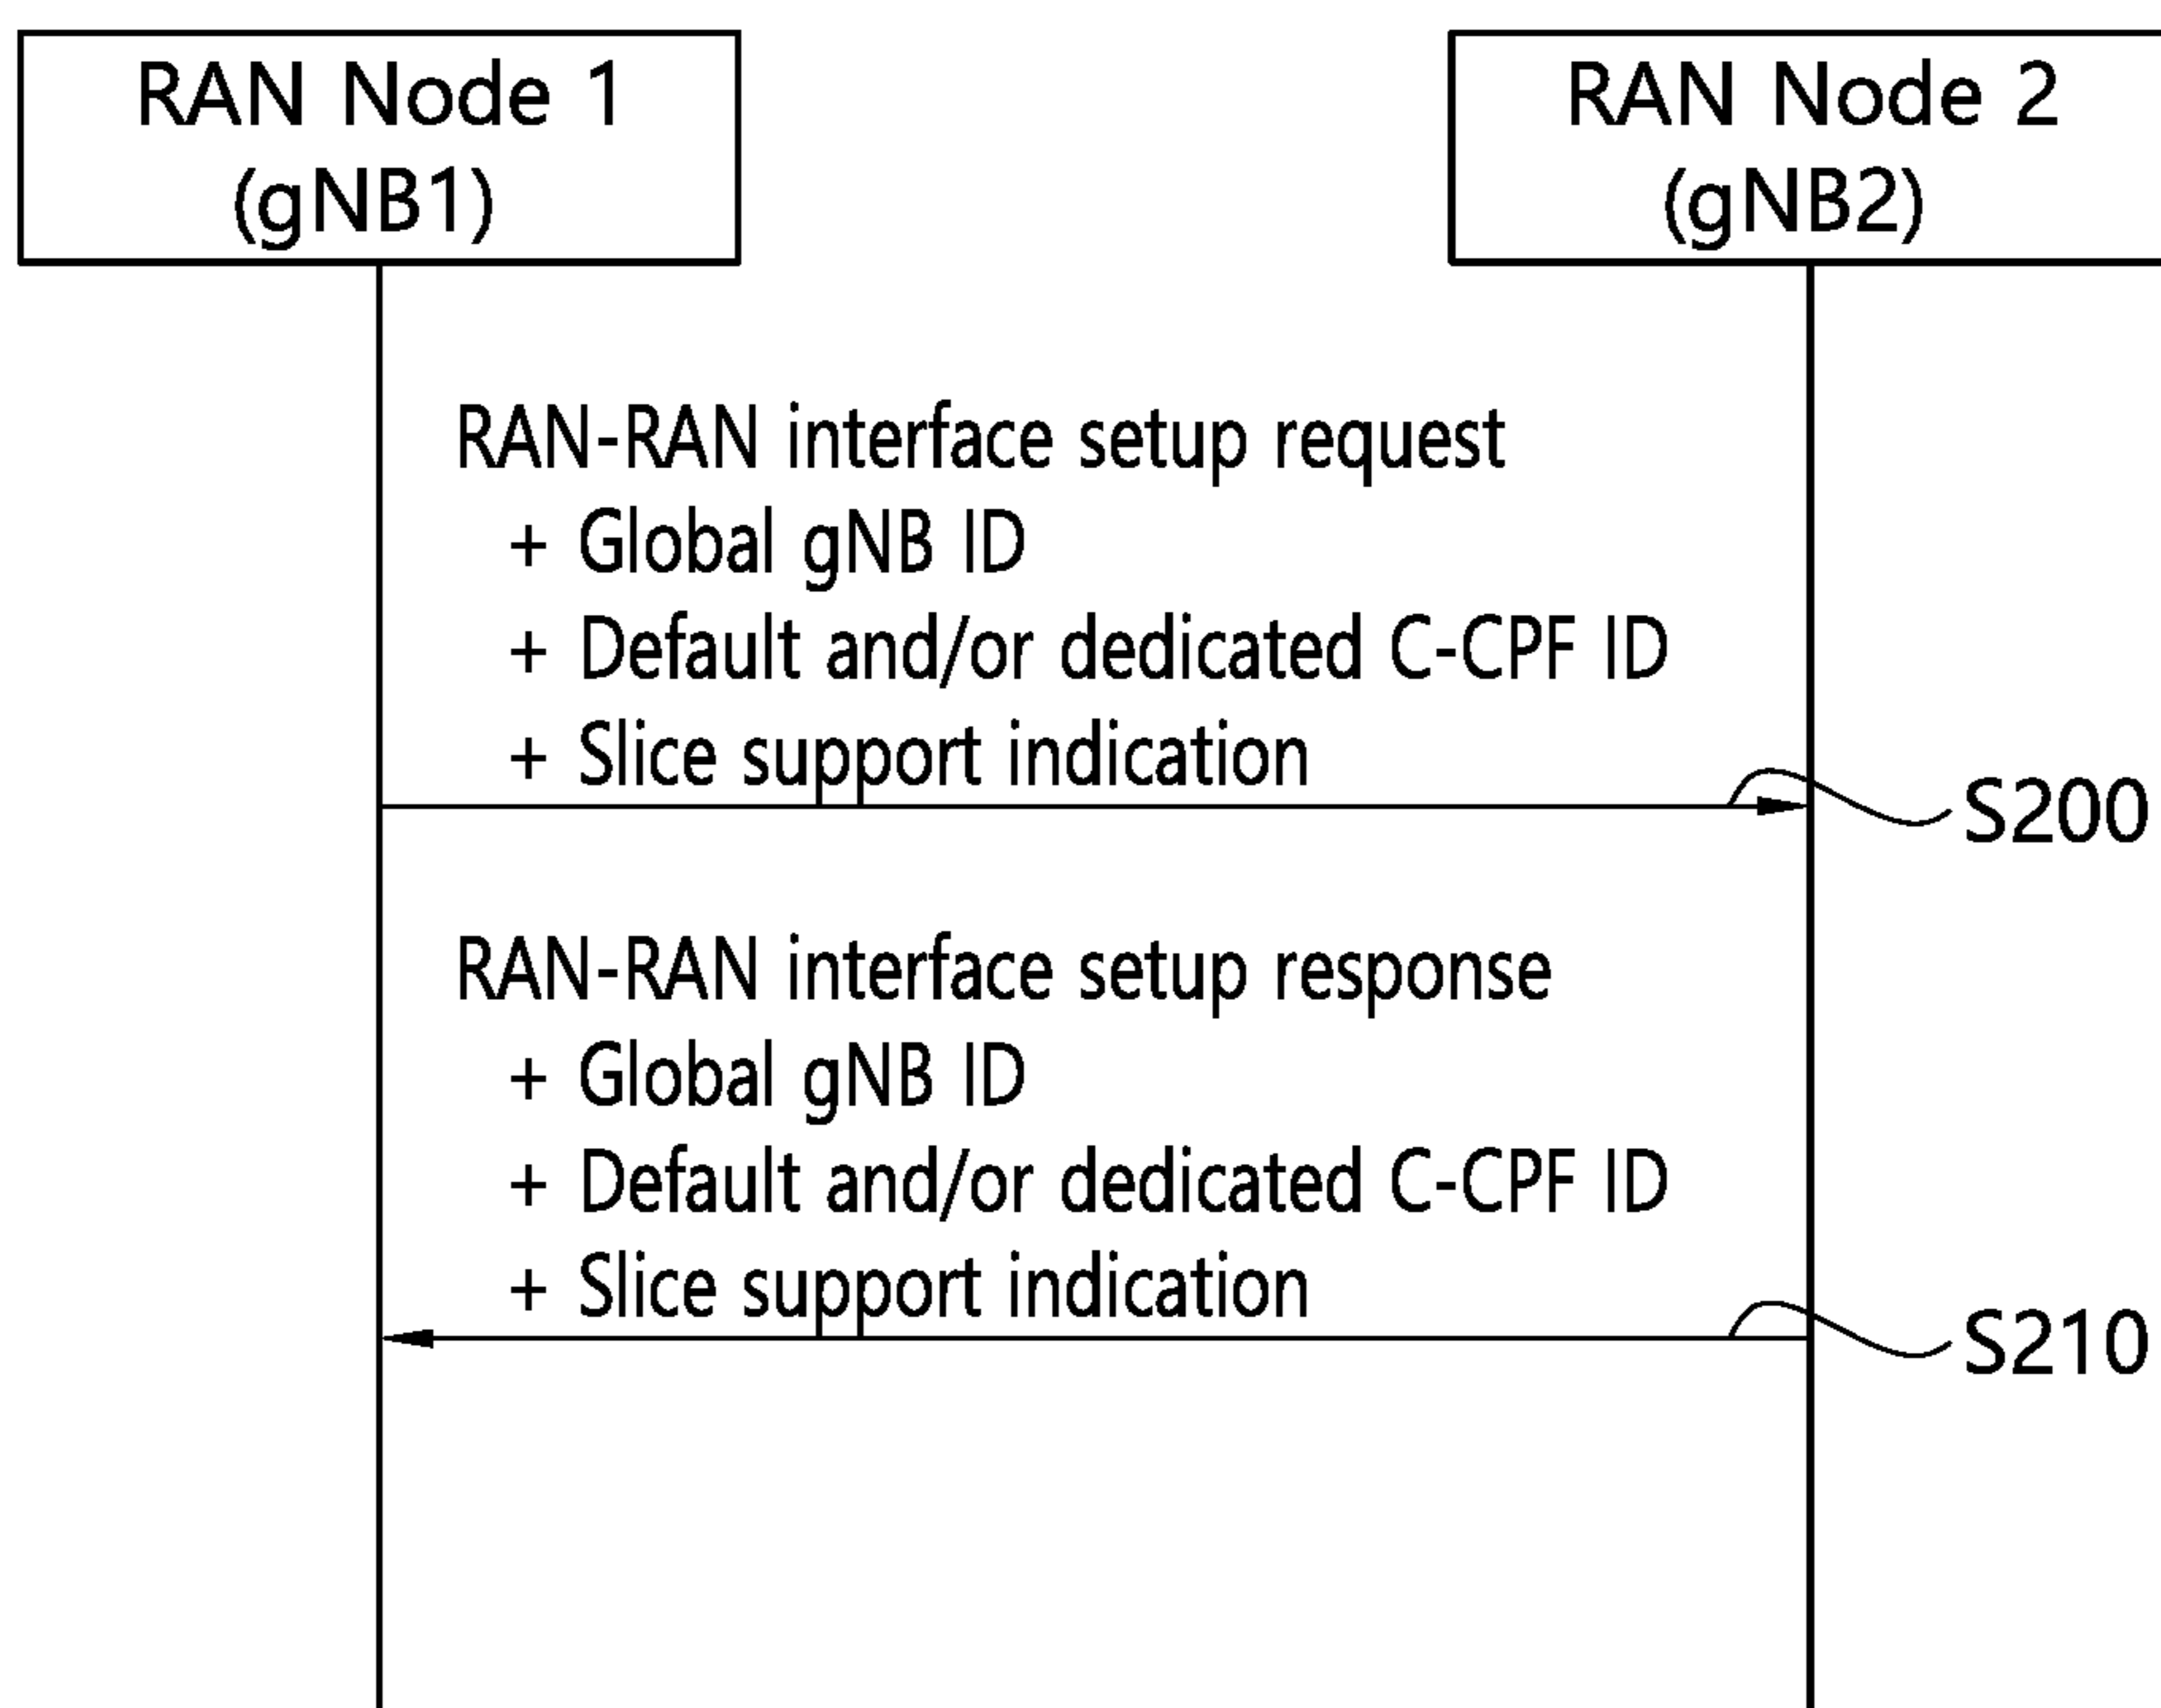 RAN Node 1
(gNB1)
RAN Node 2
(gNB2)
RAN-RAN interface setup request
+ Global gNB ID
+ Default and/or dedicated C-CPF ID
+ Slice support indication
S200
RAN-RAN interface setup response
+ Global gNB ID
+ Default and/or dedicated C-CPF ID
+ Slice support indication
S210